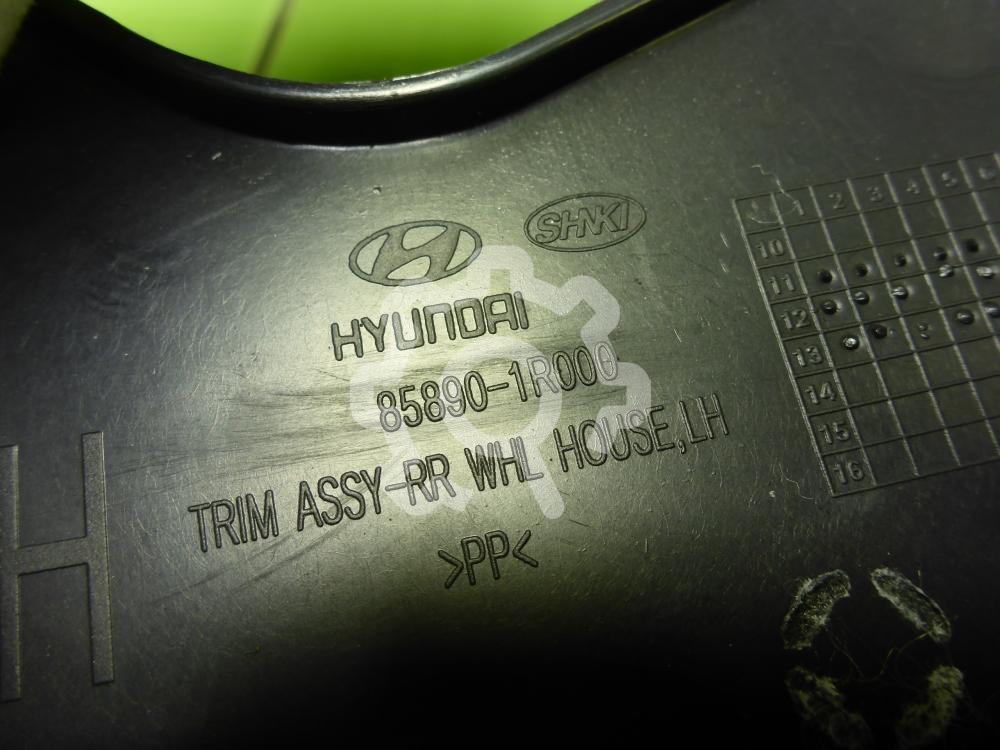 SHNKI
HYUNDAI
85890-1R000
TRIM ASSY-RR WHL HOUSE,LH
>PP<
H
1 2 3 4 5 6
10
11
12
13
14
15
16